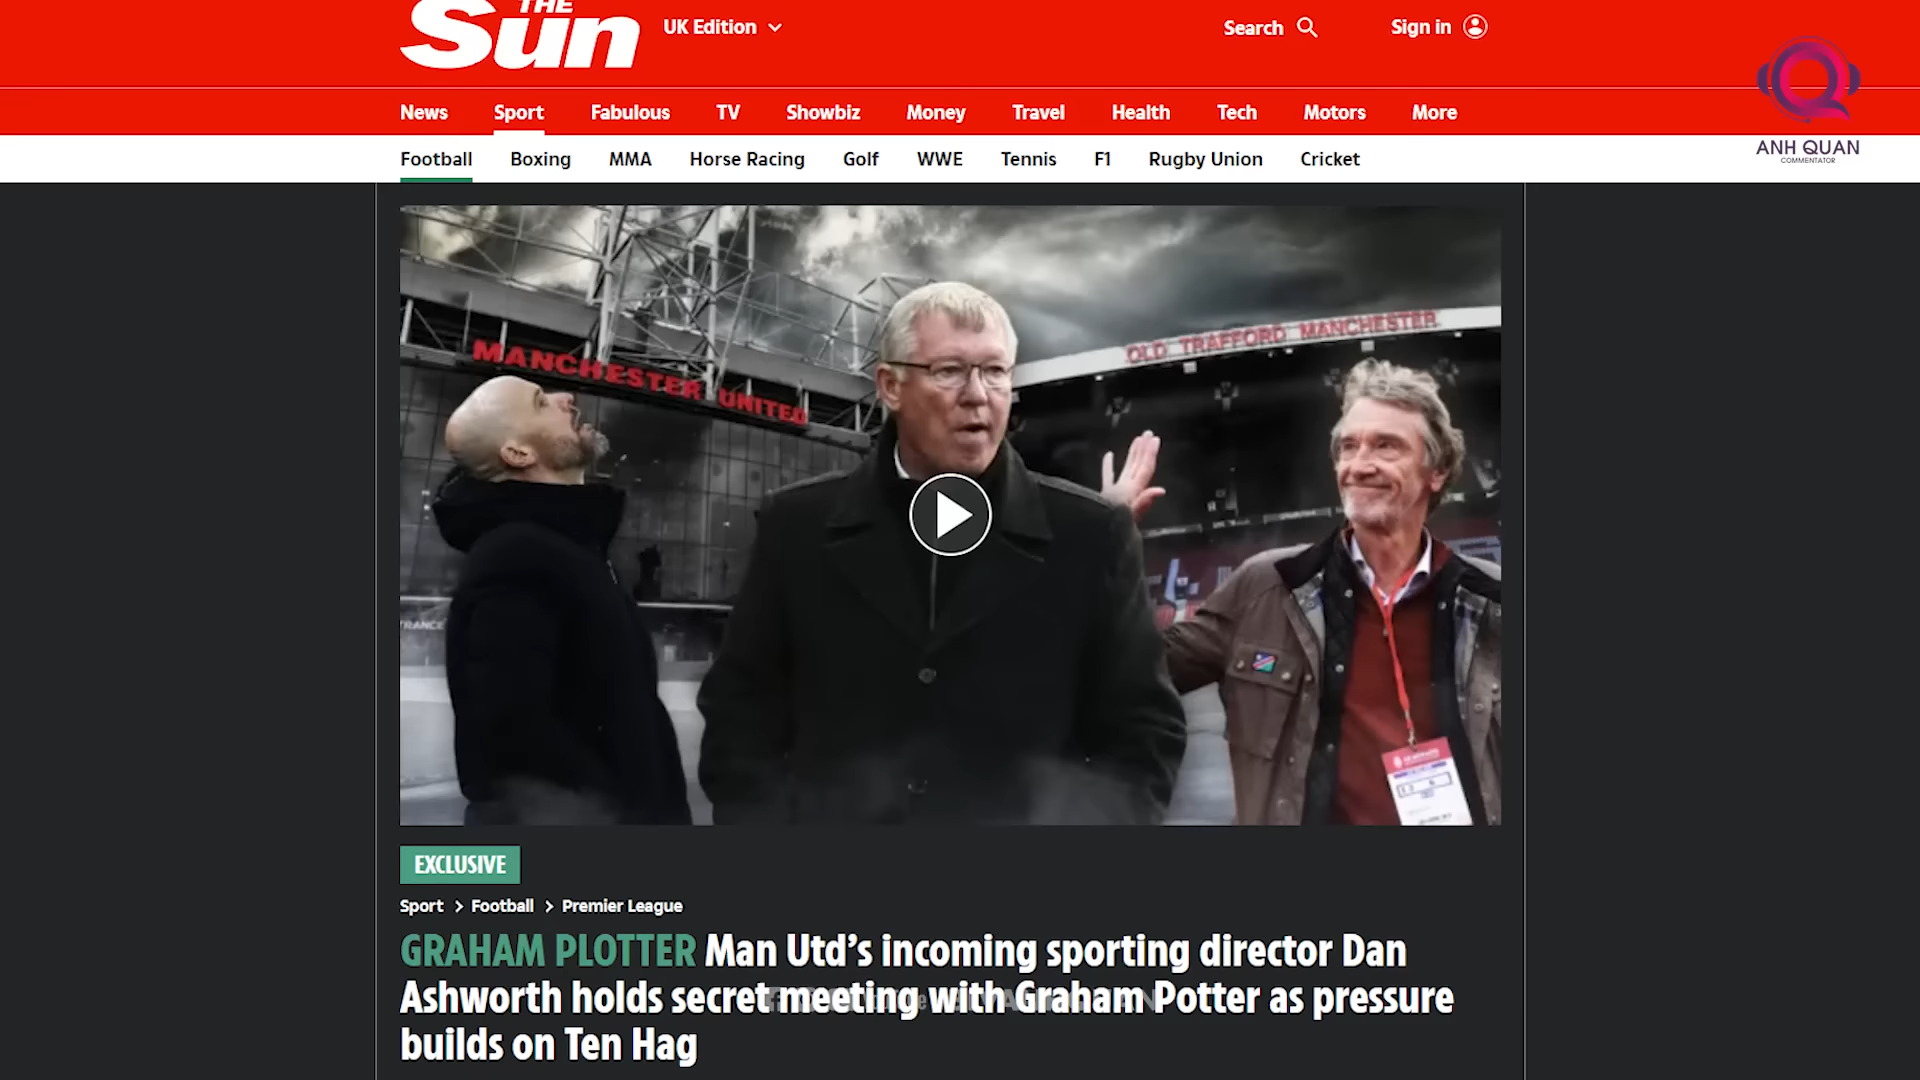 THE
Sun
UK Edition
Search
Sign in
News Sport Fabulous TV Showbiz Money Travel Health Tech Motors More
ANH QUAN
COMMENTATOR
Football Boxing MMA Horse Racing Golf WWE Tennis F1 Rugby Union Cricket
OLD TRAFFORD MANCHESTER
MANCHESTER UNITED
EXCLUSIVE
Sport > Football > Premier League
GRAHAM PLOTTER Man Utd’s incoming sporting director Dan
Ashworth holds secret meeting with Graham Potter as pressure
builds on Ten Hag